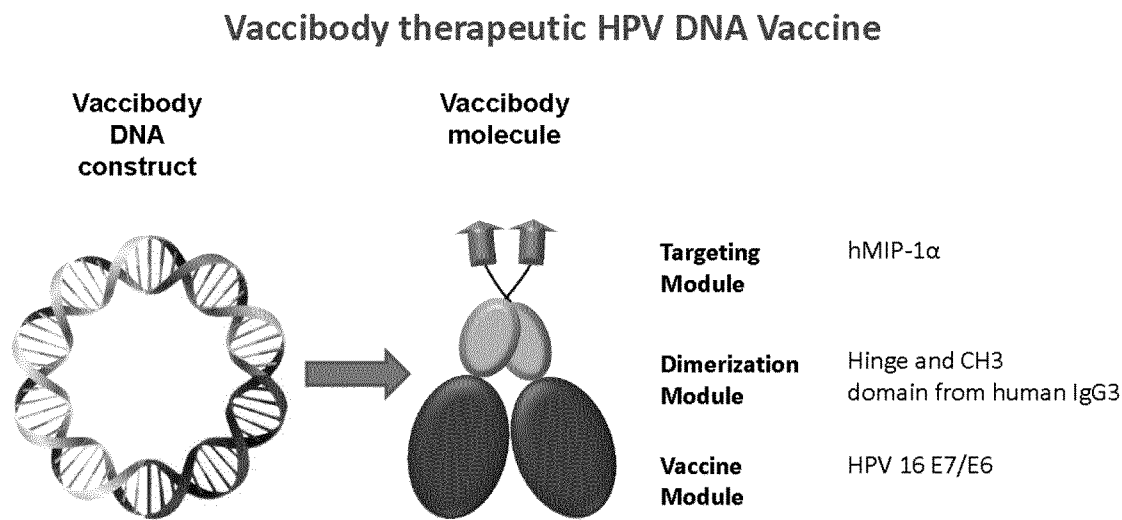 Vaccibody therapeutic HPV DNA Vaccine
Vaccibody
DNA
construct
Vaccibody
molecule
Targeting
Module
hMIP-1α
Dimerization
Module
Hinge and CH3
domain from human IgG3
Vaccine
Module
HPV 16 E7/E6